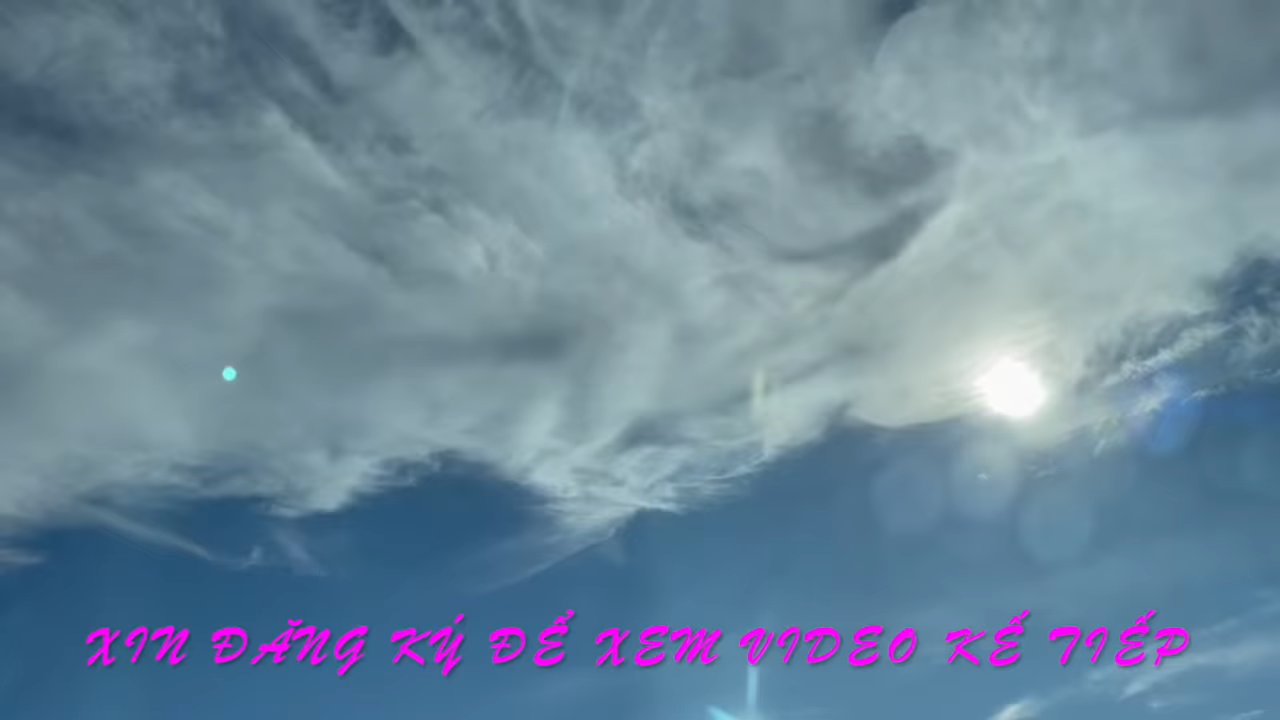 XIN ĐĂNG KÝ ĐỂ XEM VIDEO KẾ TIẾP